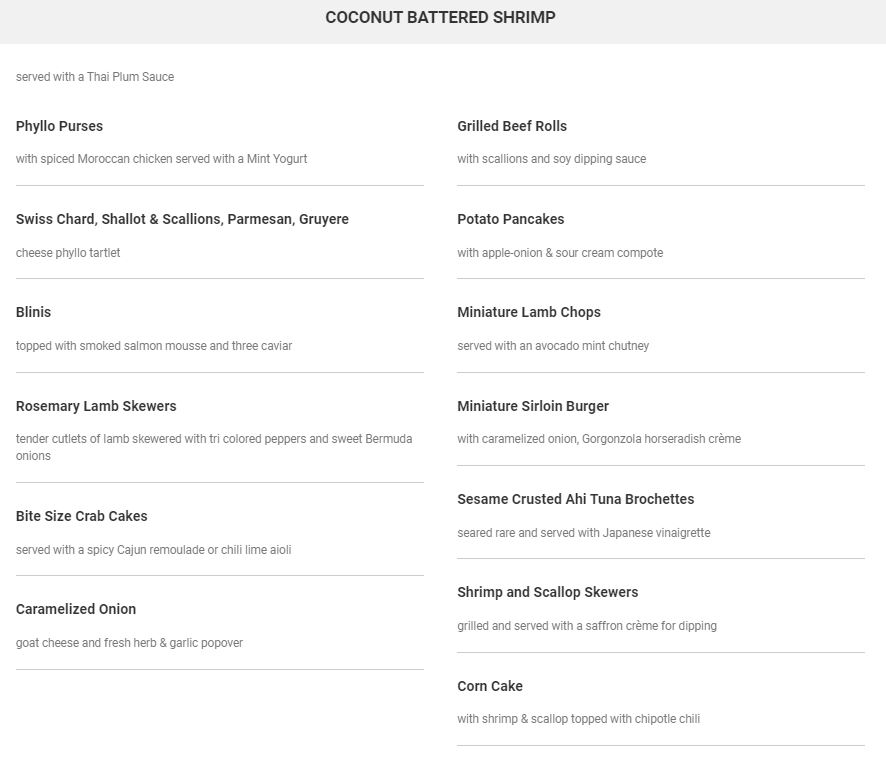 COCONUT BATTERED SHRIMP
served with a Thai Plum Sauce
Phyllo Purses
with spiced Moroccan chicken served with a Mint Yogurt
Swiss Chard, Shallot & Scallions, Parmesan, Gruyere
cheese phyllo tartlet
Blinis
topped with smoked salmon mousse and three caviar
Rosemary Lamb Skewers
tender cutlets of lamb skewered with tri colored peppers and sweet Bermuda
onions
Bite Size Crab Cakes
served with a spicy Cajun remoulade or chili lime aioli
Caramelized Onion
goat cheese and fresh herb & garlic popover
Grilled Beef Rolls
with scallions and soy dipping sauce
Potato Pancakes
with apple-onion & sour cream compote
Miniature Lamb Chops
served with an avocado mint chutney
Miniature Sirloin Burger
with caramelized onion, Gorgonzola horseradish crème
Sesame Crusted Ahi Tuna Brochettes
seared rare and served with Japanese vinaigrette
Shrimp and Scallop Skewers
grilled and served with a saffron crème for dipping
Corn Cake
with shrimp & scallop topped with chipotle chili